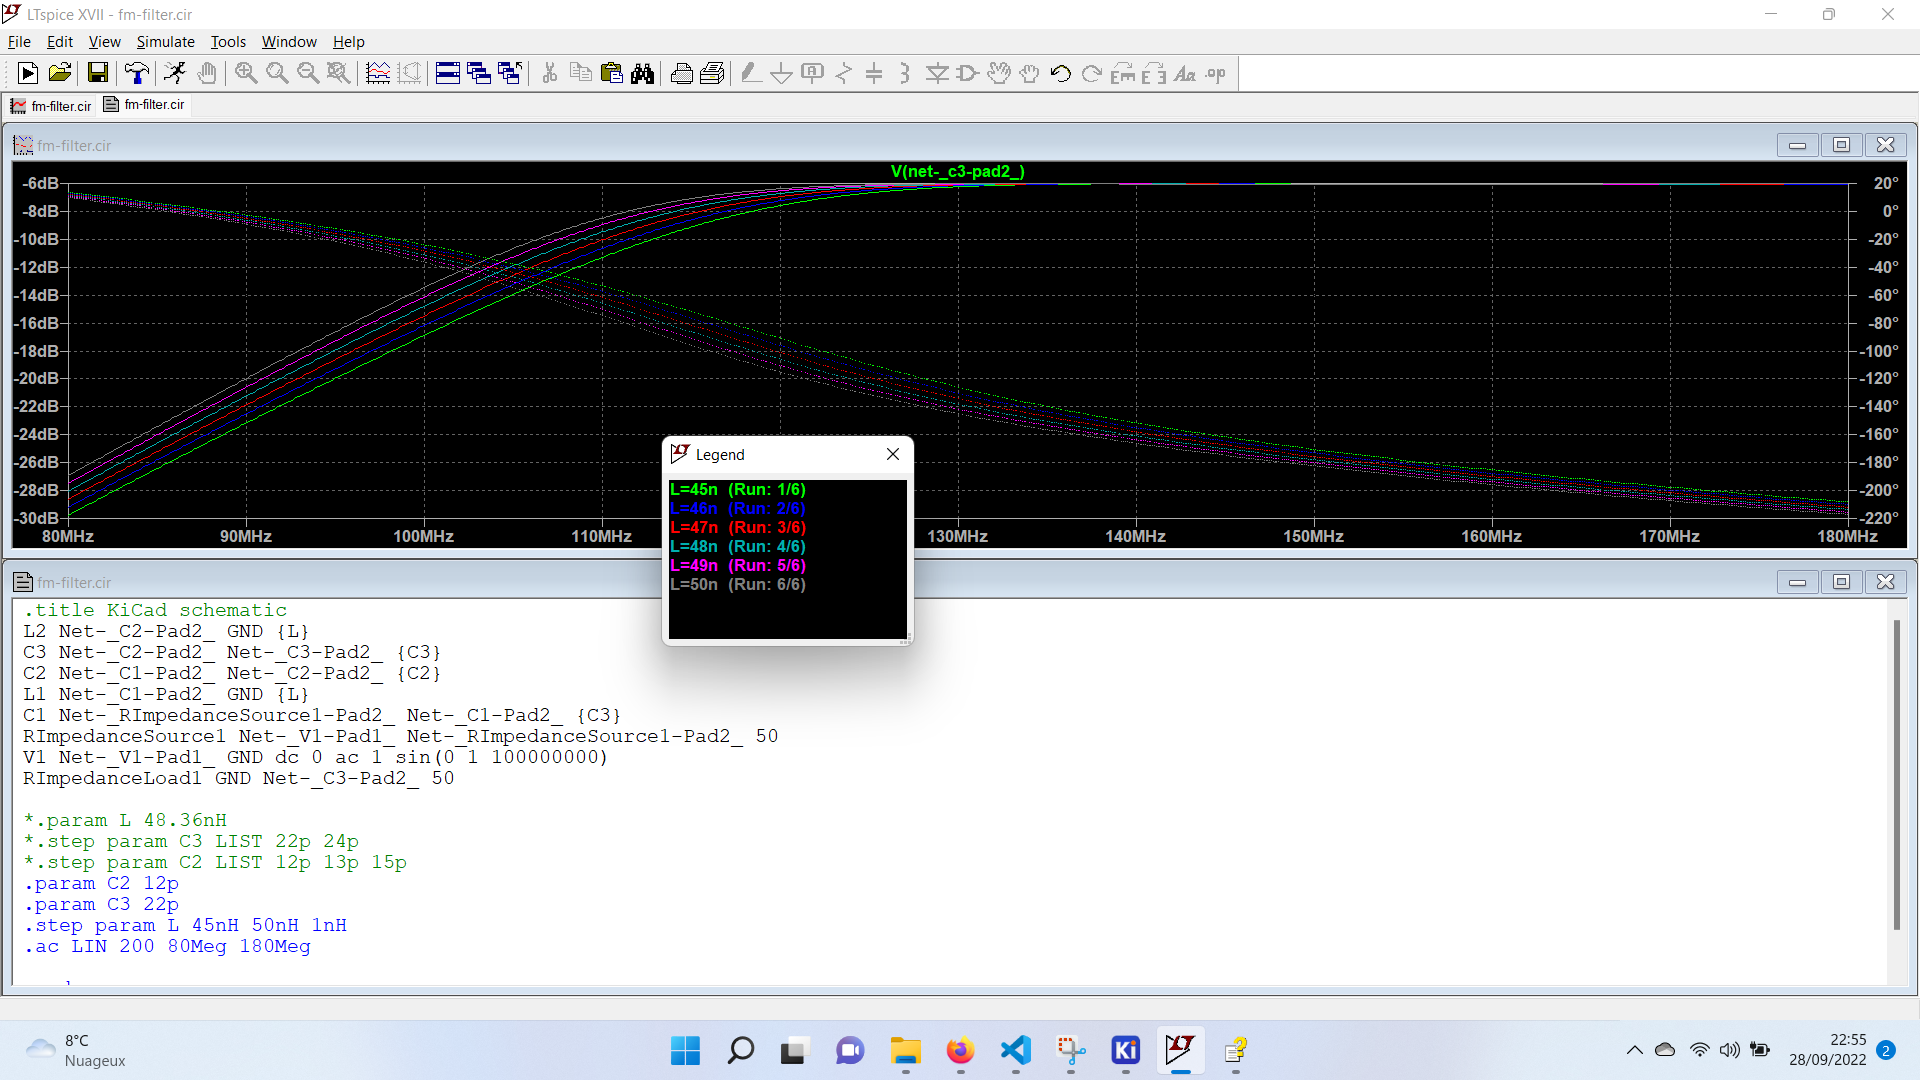 LTspice XVII - fm-filter.cir
File Edit View Simulate Tools Window Help
fm-filter.cir fm-filter.cir
fm-filter.cir
V(net-_c3-pad2_)
-6dB
-8dB
-10dB
-12dB
-14dB
-16dB
-18dB
-20dB
-22dB
-24dB
-26dB
-28dB
-30dB
20°
0°
-20°
-40°
-60°
-80°
-100°
-120°
-140°
-160°
-180°
-200°
-220°
80MHz 90MHz 100MHz 110MHz 130MHz 140MHz 150MHz 160MHz 170MHz 180MHz
Legend
L=45n (Run: 1/6)
L=46n (Run: 2/6)
L=47n (Run: 3/6)
L=48n (Run: 4/6)
L=49n (Run: 5/6)
L=50n (Run: 6/6)
fm-filter.cir
.title KiCad schematic
L2 Net-_C2-Pad2_ GND {L}
C3 Net-_C2-Pad2_ Net-_C3-Pad2_ {C3}
C2 Net-_C1-Pad2_ Net-_C2-Pad2_ {C2}
L1 Net-_C1-Pad2_ GND {L}
C1 Net-_RImpedanceSource1-Pad2_ Net-_C1-Pad2_ {C3}
RImpedanceSource1 Net-_V1-Pad1_ Net-_RImpedanceSource1-Pad2_ 50
V1 Net-_V1-Pad1_ GND dc 0 ac 1 sin(0 1 100000000)
RImpedanceLoad1 GND Net-_C3-Pad2_ 50
*.param L 48.36nH
*.step param C3 LIST 22p 24p
*.step param C2 LIST 12p 13p 15p
.param C2 12p
.param C3 22p
.step param L 45nH 50nH 1nH
.ac LIN 200 80Meg 180Meg
8°C
Nuageux
22:55
28/09/2022
2